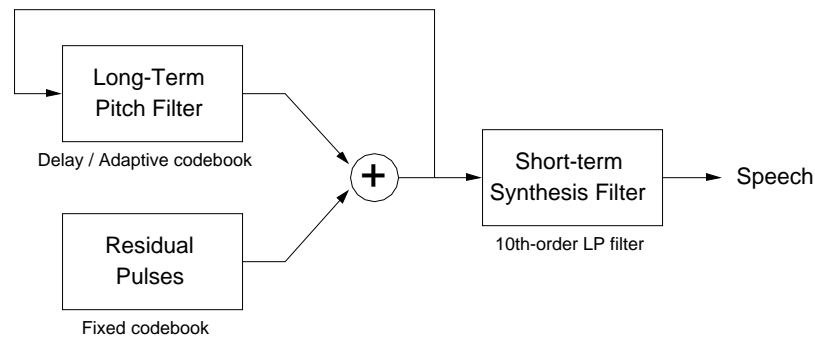 Long-Term
Pitch Filter
Delay / Adaptive codebook
+
Short-term
Synthesis Filter
Speech
10th-order LP filter
Residual
Pulses
Fixed codebook